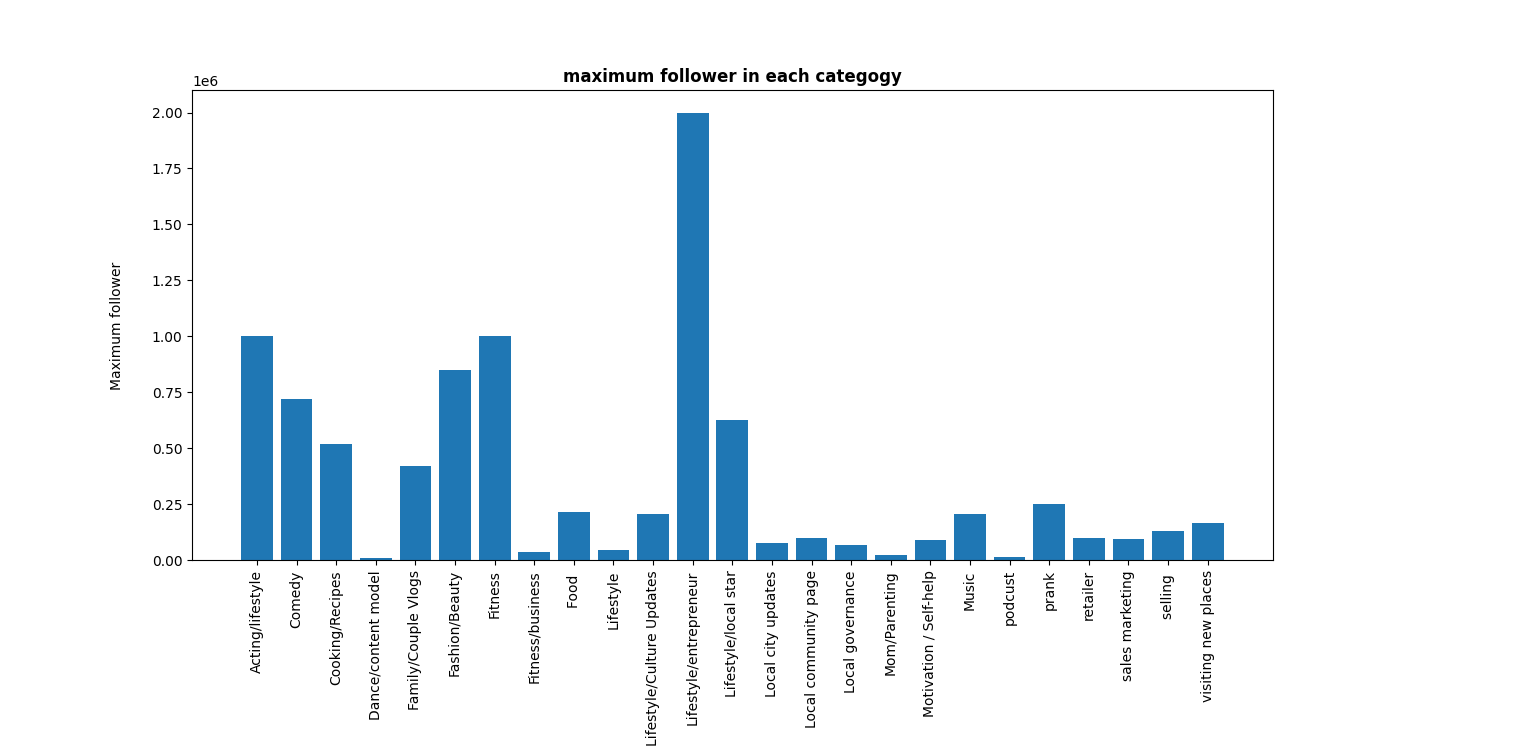 maximum follower in each categogy
1e6
2.00
1.75
1.50
1.25
1.00
0.75
0.50
0.25
0.00
Maximum follower
Acting/lifestyle
Comedy
Cooking/Recipes
Dance/content model
Family/Couple Vlogs
Fashion/Beauty
Fitness
Fitness/business
Food
Lifestyle
Lifestyle/Culture Updates
Lifestyle/entrepreneur
Lifestyle/local star
Local city updates
Local community page
Local governance
Mom/Parenting
Motivation / Self-help
Music
podcust
prank
retailer
sales marketing
selling
visiting new places